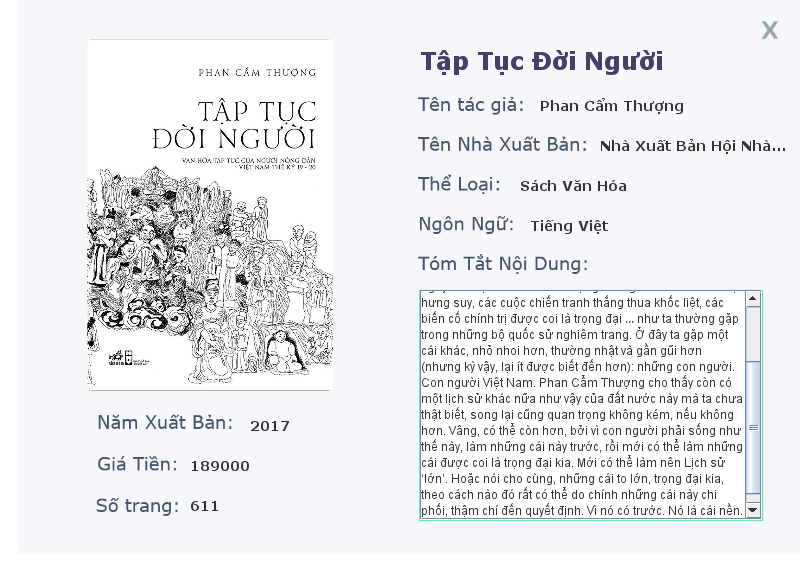 X
PHAN CẨM THƯỢNG
TẬP TỤC
ĐỜI NGƯỜI
VĂN HÓA TẬP TỤC CỦA NGƯỜI NÔNG DÂN
VIỆT NAM THẾ KỶ 19 - 20
Năm Xuất Bản: 2017
Giá Tiền: 189000
Số trang: 611
Tập Tục Đời Người
Tên tác giả: Phan Cẩm Thượng
Tên Nhà Xuất Bản: Nhà Xuất Bản Hội Nhà...
Thể Loại: Sách Văn Hóa
Ngôn Ngữ: Tiếng Việt
Tóm Tắt Nội Dung:
hưng suy, các cuộc chiến tranh thắng thua khốc liệt, các
biến cố chính trị được coi là trọng đại ... như ta thường gặp
trong những bộ quốc sử nghiêm trang. Ở đây ta gặp một
cái khác, nhỏ nhoi hơn, thường nhật và gần gũi hơn
(nhưng kỳ vậy, lại ít được biết đến hơn): những con người.
Con người Việt Nam. Phan Cẩm Thượng cho thấy còn có
một lịch sử khác nữa như vậy của đất nước này mà ta chưa
thật biết, song lại cũng quan trọng không kém, nếu không
hơn. Vâng, có thể còn hơn, bởi vì con người phải sống như
thế này, làm những cái này trước, rồi mới có thể làm những
cái được coi là trọng đại kia. Mới có thể làm nên Lịch sử
‘lớn’. Hoặc nói cho cùng, những cái to lớn, trọng đại kia,
theo cách nào đó rất có thể do chính những cái này chi
phối, thậm chí đến quyết định. Vì nó có trước. Nó là cái nền.